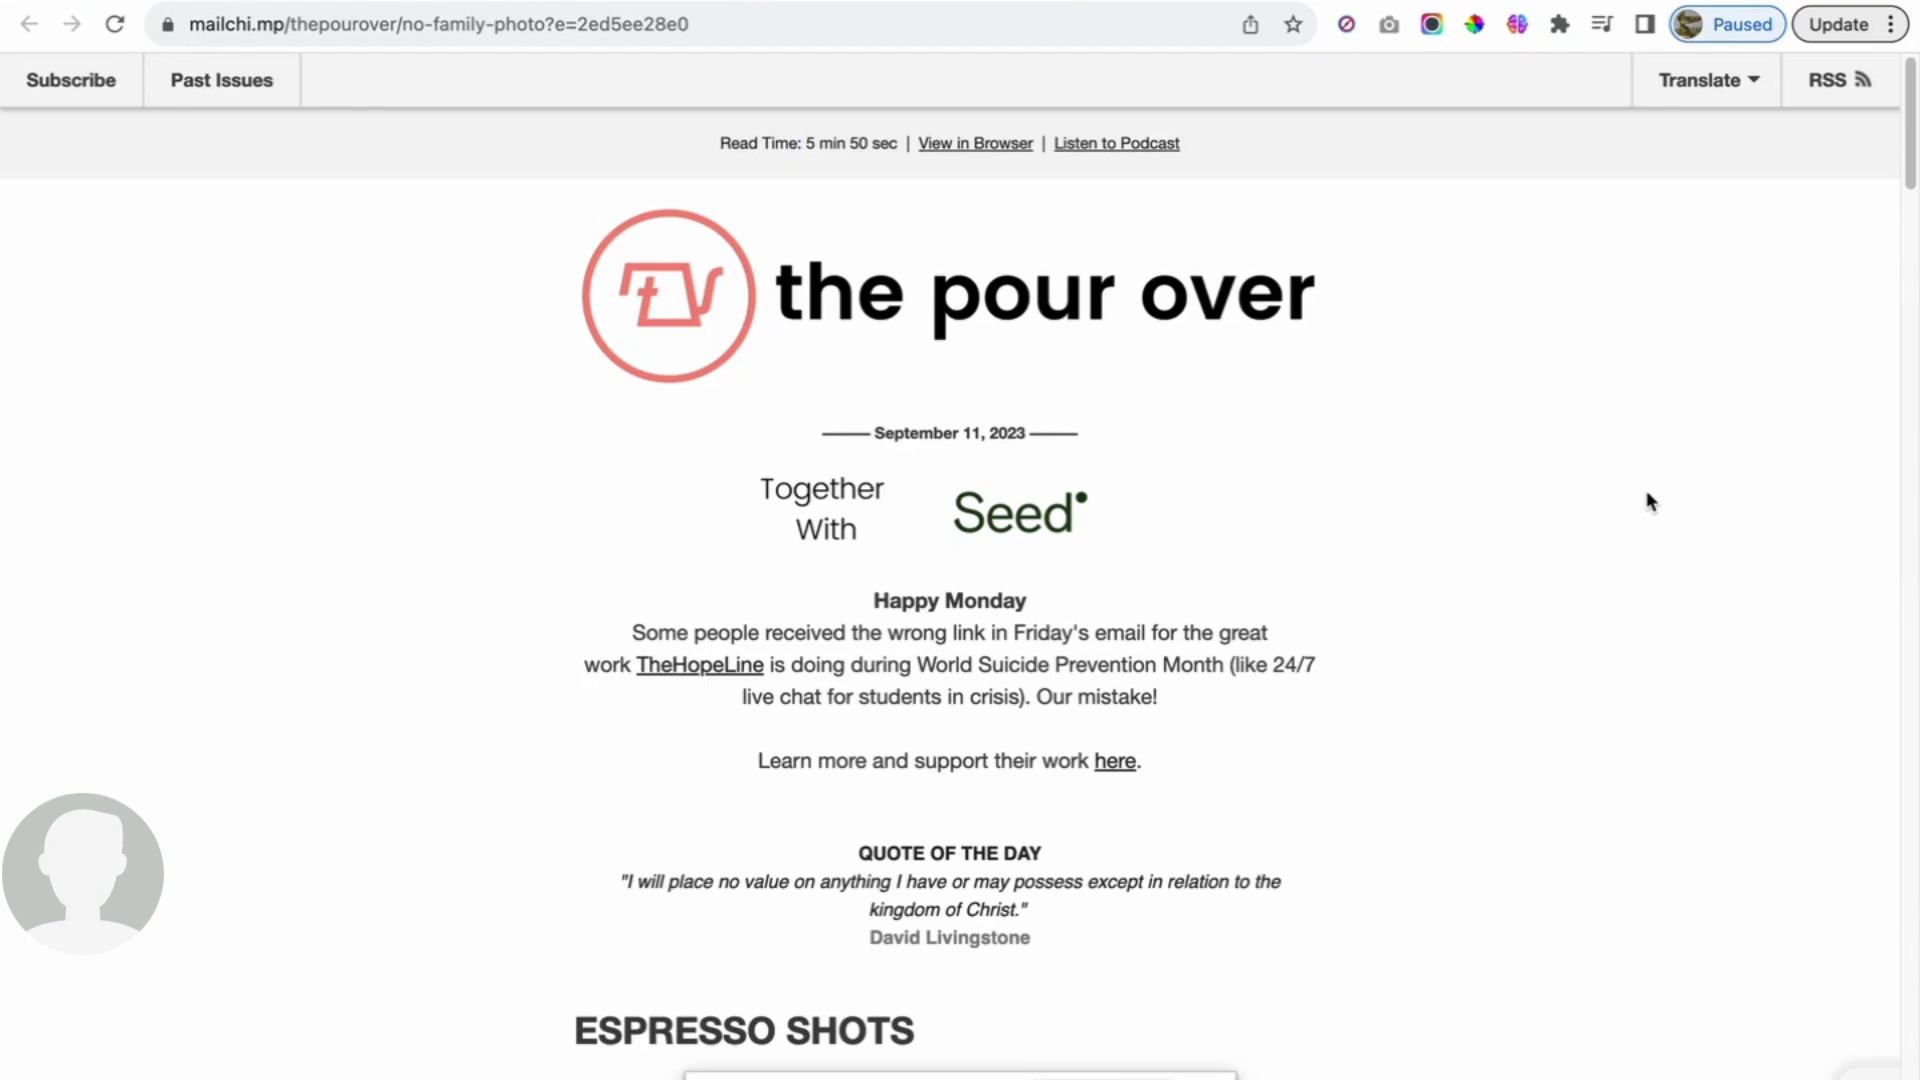 mailchi.mp/thepourover/no-family-photo?e=2ed5ee28e0
Paused
Update
Subscribe
Past Issues
Translate
RSS
Read Time: 5 min 50 sec | View in Browser | Listen to Podcast
the pour over
September 11, 2023
Together
With
Seed
Happy Monday
Some people received the wrong link in Friday's email for the great
work TheHopeLine is doing during World Suicide Prevention Month (like 24/7
live chat for students in crisis). Our mistake!
Learn more and support their work here.
QUOTE OF THE DAY
"I will place no value on anything I have or may possess except in relation to the
kingdom of Christ."
David Livingstone
ESPRESSO SHOTS